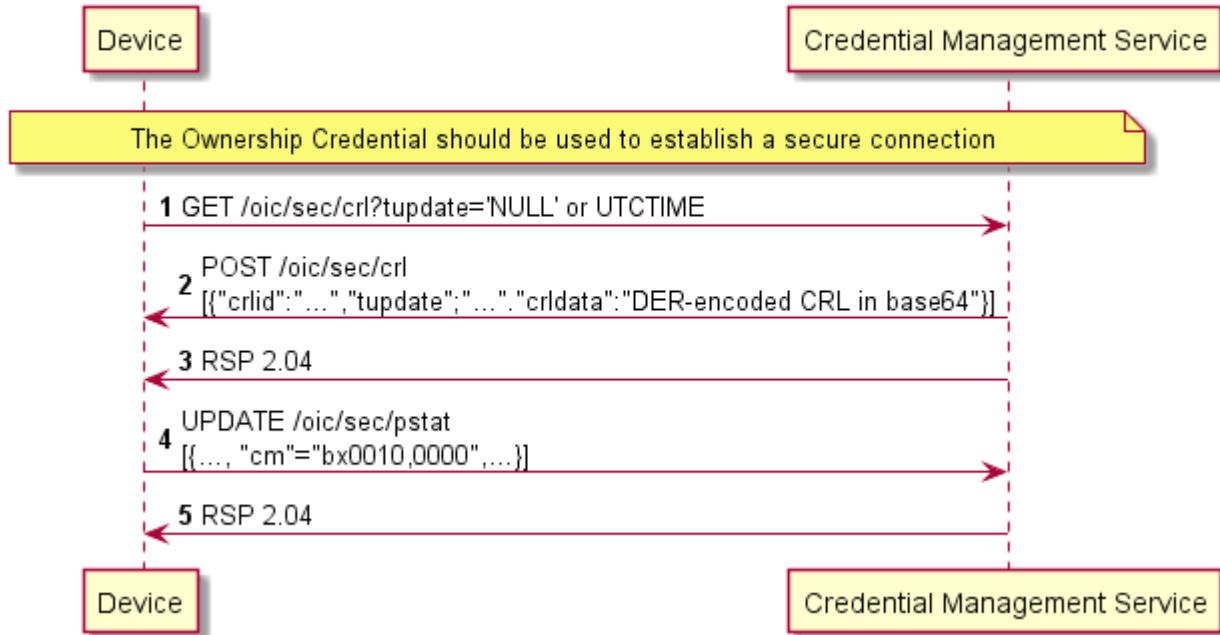 Device
Credential Management Service
The Ownership Credential should be used to establish a secure connection
1 GET /oic/sec/crl?tupdate='NULL' or UTCTIME
2 POST /oic/sec/crl
[{"crlid":"...","tupdate";"..."."crldata":"DER-encoded CRL in base64"}]
3 RSP 2.04
4 UPDATE /oic/sec/pstat
[{..., "cm"="bx0010,0000",...}]
5 RSP 2.04
Device
Credential Management Service